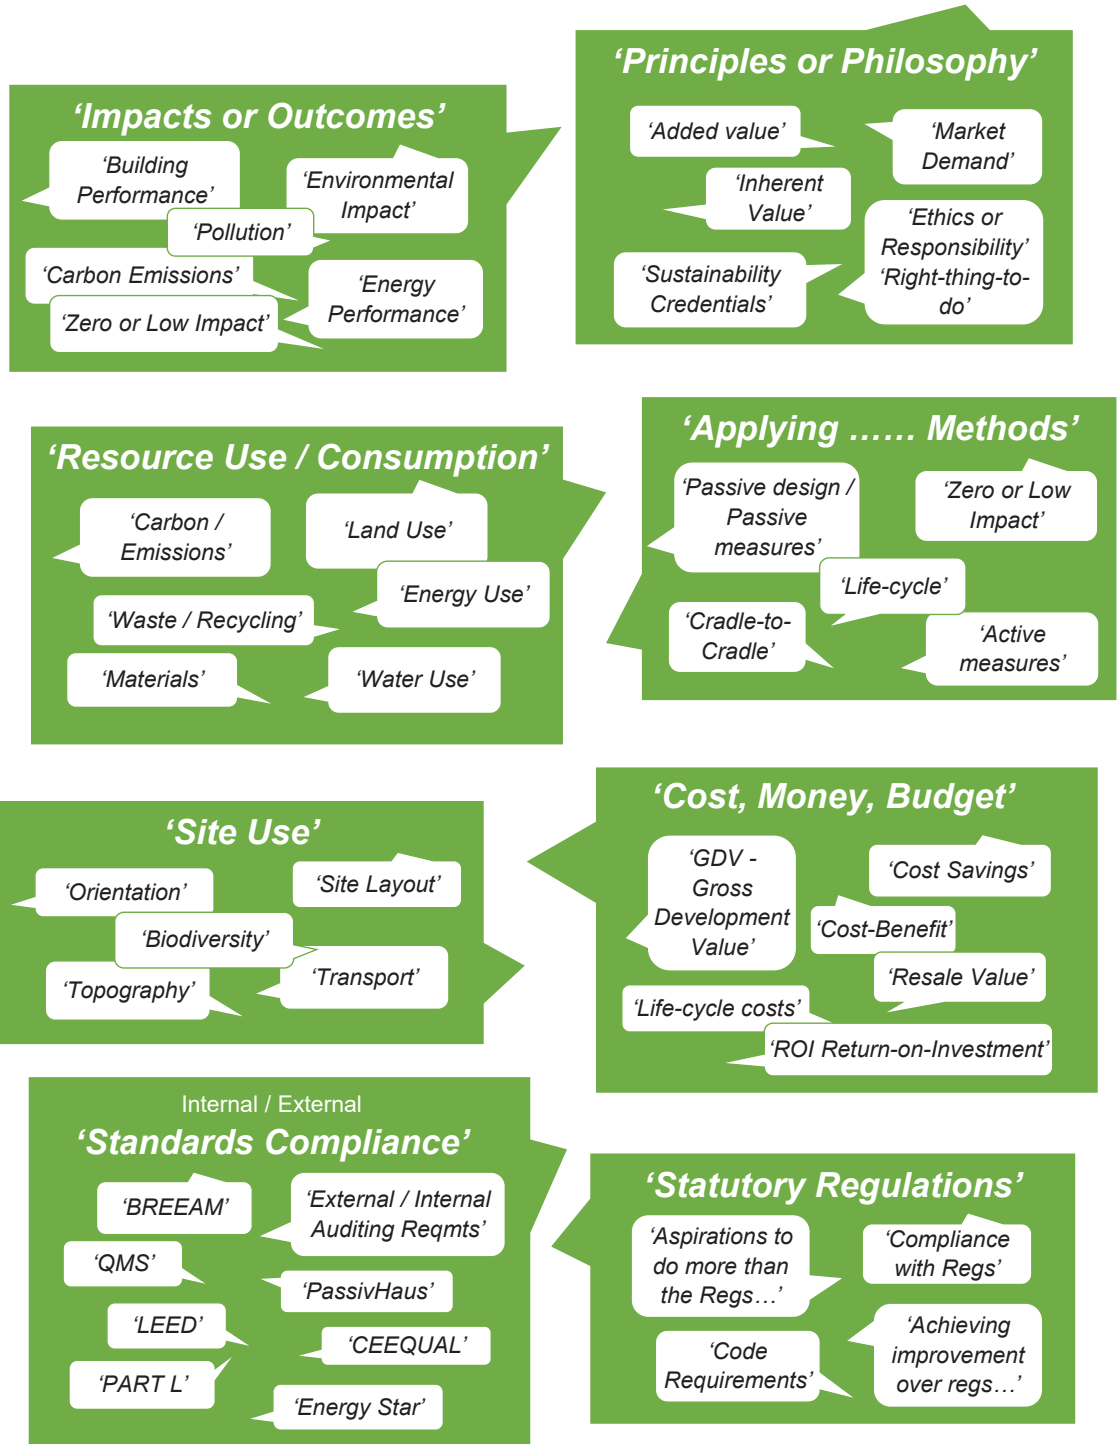 ‘Impacts or Outcomes’
‘Building
Performance’
‘Environmental
Impact’
‘Pollution’
‘Carbon Emissions’
‘Energy
Performance’
‘Zero or Low Impact’
‘Principles or Philosophy’
‘Added value’
‘Market
Demand’
‘Inherent
Value’
‘Ethics or
Responsibility’
‘Right-thing-to-
do’
‘Sustainability
Credentials’
‘Resource Use / Consumption’
‘Carbon /
Emissions’
‘Land Use’
‘Energy Use’
‘Waste / Recycling’
‘Materials’
‘Water Use’
‘Applying …… Methods’
‘Passive design /
Passive
measures’
‘Zero or Low
Impact’
‘Life-cycle’
‘Cradle-to-
Cradle’
‘Active
measures’
‘Site Use’
‘Orientation’
‘Site Layout’
‘Biodiversity’
‘Topography’
‘Transport’
‘Cost, Money, Budget’
‘GDV -
Gross
Development
Value’
‘Cost Savings’
‘Cost-Benefit’
‘Resale Value’
‘Life-cycle costs’
‘ROI Return-on-Investment’
Internal / External
‘Standards Compliance’
‘BREEAM’
‘External / Internal
Auditing Reqmts’
‘QMS’
‘PassivHaus’
‘LEED’
‘CEEQUAL’
‘PART L’
‘Energy Star’
‘Statutory Regulations’
‘Aspirations to
do more than
the Regs…’
‘Compliance
with Regs’
‘Code
Requirements’
‘Achieving
improvement
over regs…’